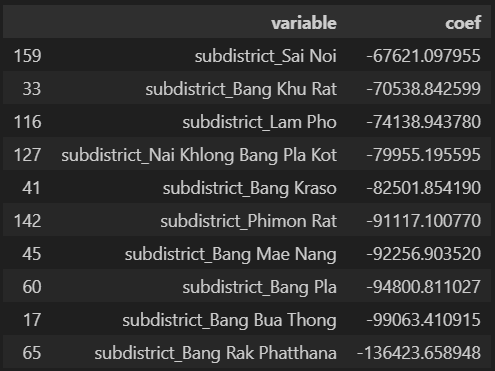 variable coef
159 subdistrict_Sai Noi -67621.097955
33 subdistrict_Bang Khu Rat -70538.842599
116 subdistrict_Lam Pho -74138.943780
127 subdistrict_Nai Khlong Bang Pla Kot -79955.195595
41 subdistrict_Bang Kraso -82501.854190
142 subdistrict_Phimon Rat -91117.100770
45 subdistrict_Bang Mae Nang -92256.903520
60 subdistrict_Bang Pla -94800.811027
17 subdistrict_Bang Bua Thong -99063.410915
65 subdistrict_Bang Rak Phatthana -136423.658948